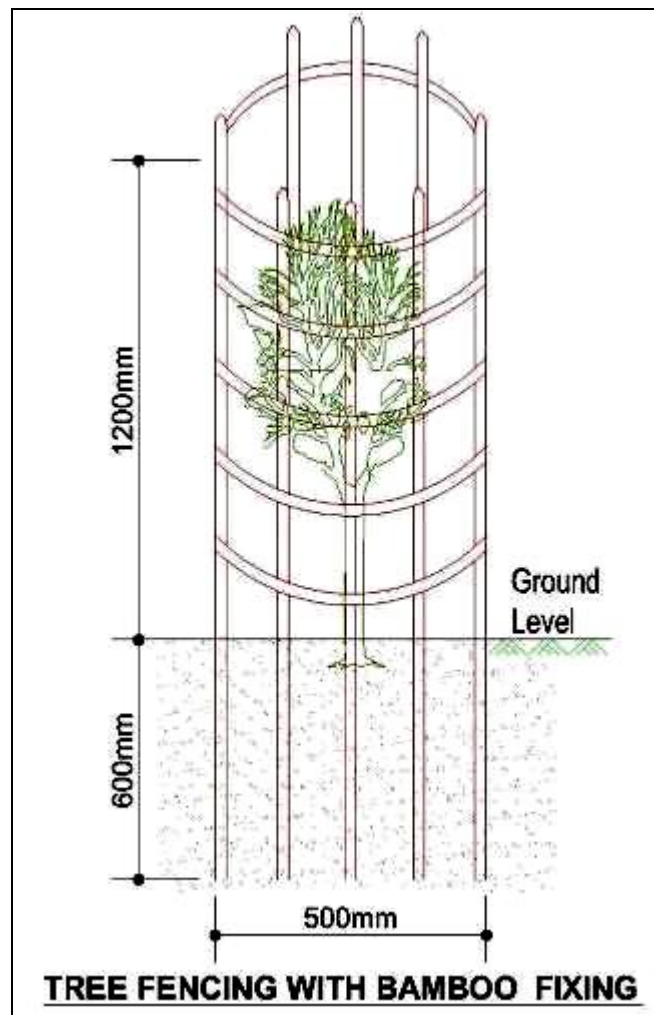 1200mm
Ground
Level
600mm
500mm
TREE FENCING WITH BAMBOO FIXING